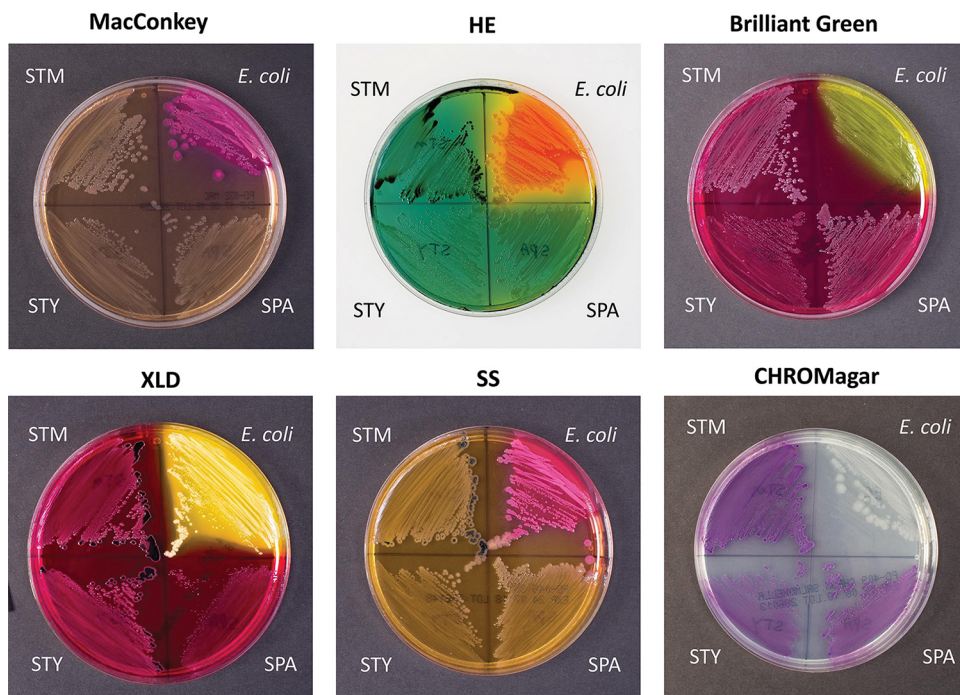 MacConkey
HE
Brilliant Green
STM
E. coli
STM
E. coli
STM
E. coli
STY
SPA
STY
SPA
STY
SPA
XLD
SS
CHROMagar
STM
E. coli
STM
E. coli
STM
E. coli
STY
SPA
STY
SPA
STY
SPA